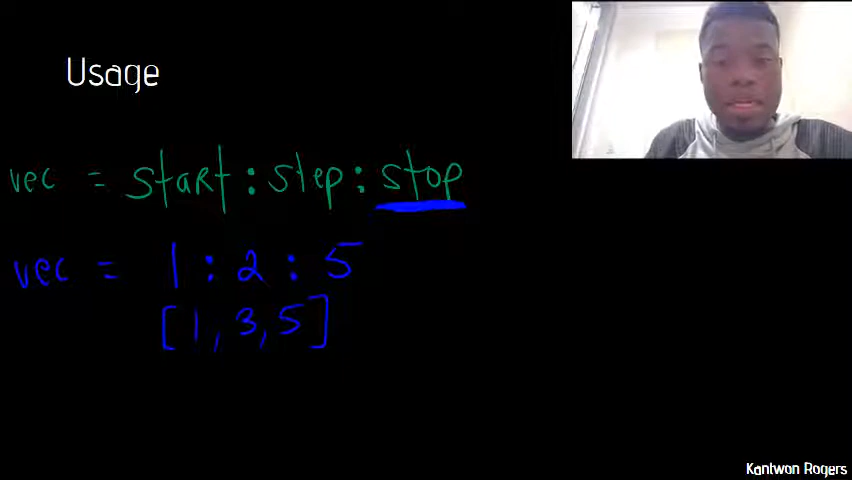 Usage
vec = start:step:stop
vec = 1:2:5
[1,3,5]
Kantwon Rogers